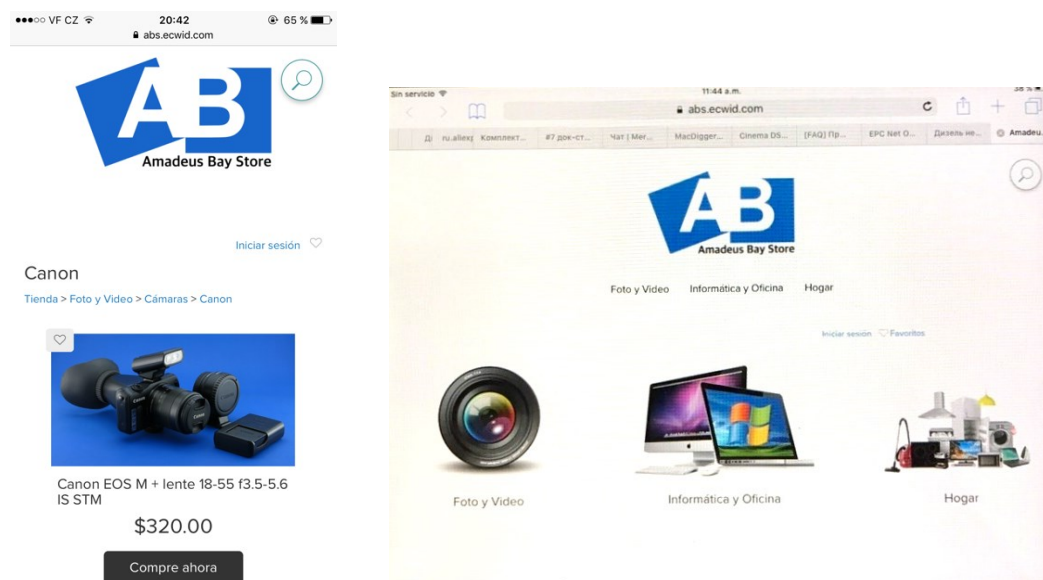 VF CZ 20:42 65 %
abs.ecwid.com
AB
Amadeus Bay Store
Iniciar sesión
Canon
Tienda > Foto y Video > Cámaras > Canon
Canon EOS M + lente 18-55 f3.5-5.6
IS STM
$320.00
Compre ahora
Sin servicio 11:44 a.m.
abs.ecwid.com
ru.aliexp Комплект... #7 док-ст... Чат | Mer... MacDigger... Cinema DS... [FAQ] Пр... EPC Net O... Дизель не... Amadeu
AB
Amadeus Bay Store
Foto y Video Informática y Oficina Hogar
Iniciar sesión Favoritos
Foto y Video Informática y Oficina Hogar